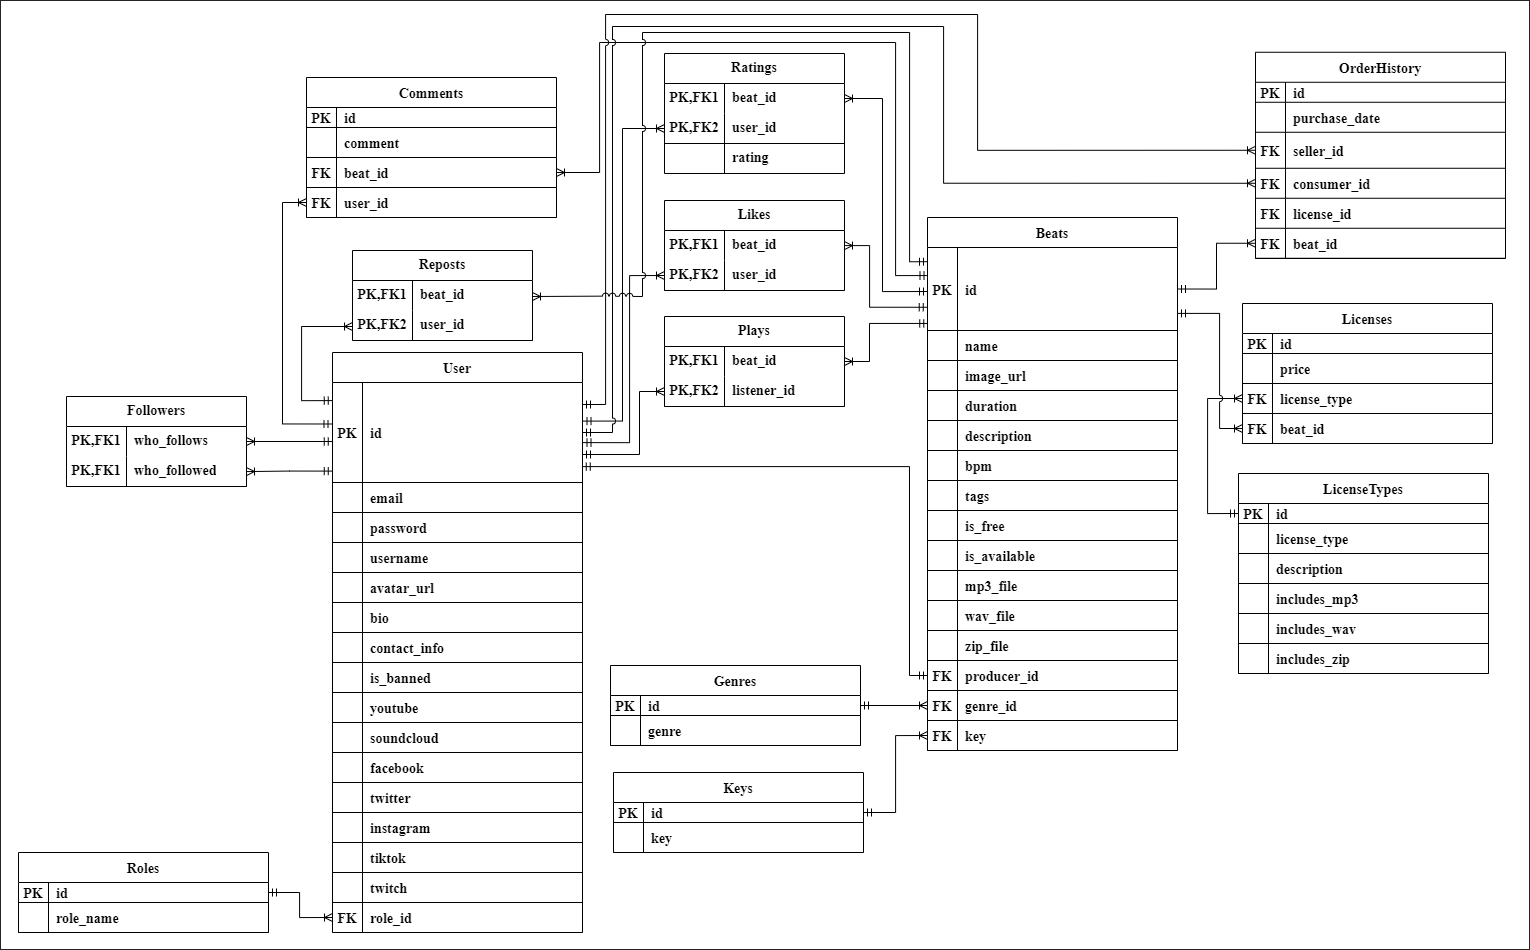 Comments
PK id
comment
FK beat_id
FK user_id
Reposts
PK,FK1 beat_id
PK,FK2 user_id
Followers
PK,FK1 who_follows
PK,FK1 who_followed
User
PK id
email
password
username
avatar_url
bio
contact_info
is_banned
youtube
soundcloud
facebook
twitter
instagram
tiktok
twitch
FK role_id
Roles
PK id
role_name
Ratings
PK,FK1 beat_id
PK,FK2 user_id
rating
Likes
PK,FK1 beat_id
PK,FK2 user_id
Plays
PK,FK1 beat_id
PK,FK2 listener_id
Genres
PK id
genre
Keys
PK id
key
Beats
PK id
name
image_url
duration
description
bpm
tags
is_free
is_available
mp3_file
wav_file
zip_file
FK producer_id
FK genre_id
FK key
OrderHistory
PK id
purchase_date
FK seller_id
FK consumer_id
FK license_id
FK beat_id
Licenses
PK id
price
FK license_type
FK beat_id
LicenseTypes
PK id
license_type
description
includes_mp3
includes_wav
includes_zip